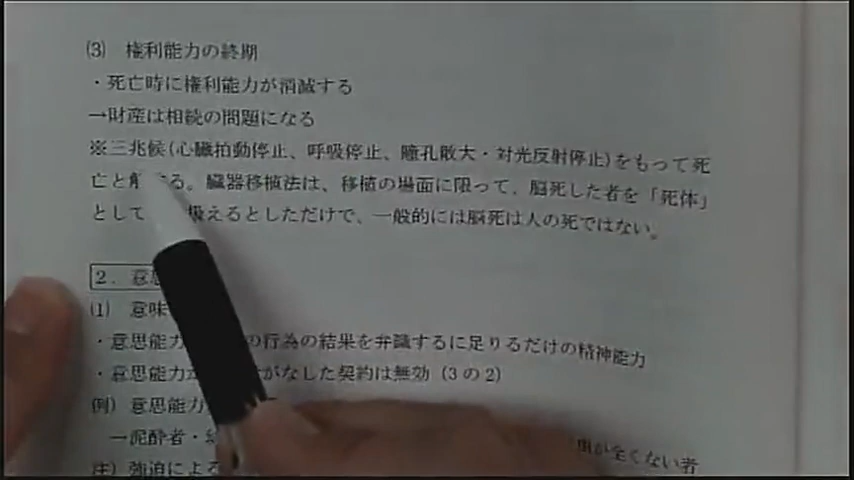 (3) 権利能力の終期
・死亡時に権利能力が消滅する
→財産は相続の問題になる
※三兆候(心臓拍動停止、呼吸停止、瞳孔散大・対光反射停止)をもって死
亡と解 る。臓器移植法は、移植の場面に限って、脳死した者を「死体」
として 扱えるとしただけで、一般的には脳死は人の死ではない。
2. 意思
(1) 意味
・意思能力 の行為の結果を弁識するに足りるだけの精神能力
・意思能力が がなした契約は無効(3の2)
例) 意思能力
→泥酔者・ 全くない者
注) 強迫による